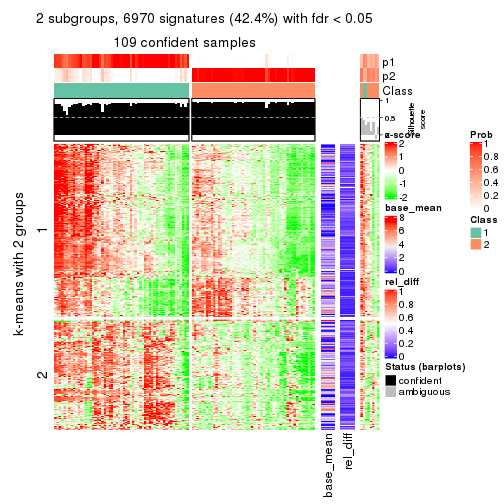 2 subgroups, 6970 signatures (42.4%) with fdr < 0.05
109 confident samples
p1
p2
Class
1
0.5
0
Silhouette
score
k-means with 2 groups
1
2
base_mean
rel_diff
z-score
2
1
0
-1
-2
base_mean
8
6
4
2
0
rel_diff
1
0.8
0.6
0.4
0.2
0
Status (barplots)
confident
ambiguous
Prob
1
0.8
0.6
0.4
0.2
0
Class
1
2